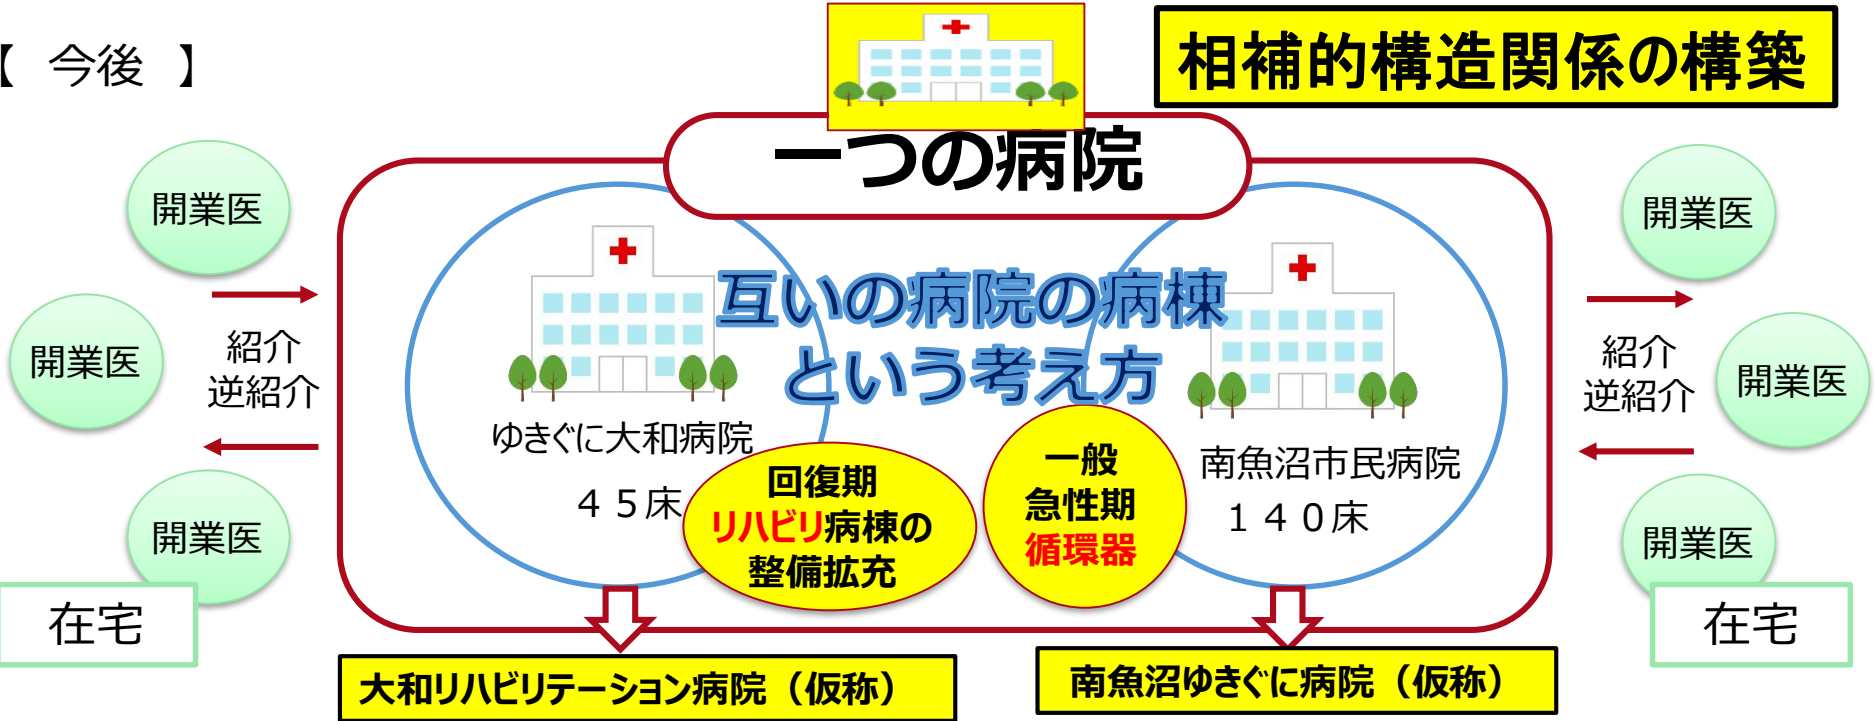 【 今後 】
相補的構造関係の構築
一つの病院
開業医
開業医
開業医
紹介
逆紹介
在宅
互いの病院の病棟
という考え方
ゆきぐに大和病院
４５床
回復期
リハビリ病棟の
整備拡充
一般
急性期
循環器
南魚沼市民病院
１４０床
開業医
開業医
開業医
紹介
逆紹介
在宅
大和リハビリテーション病院（仮称）
南魚沼ゆきぐに病院（仮称）